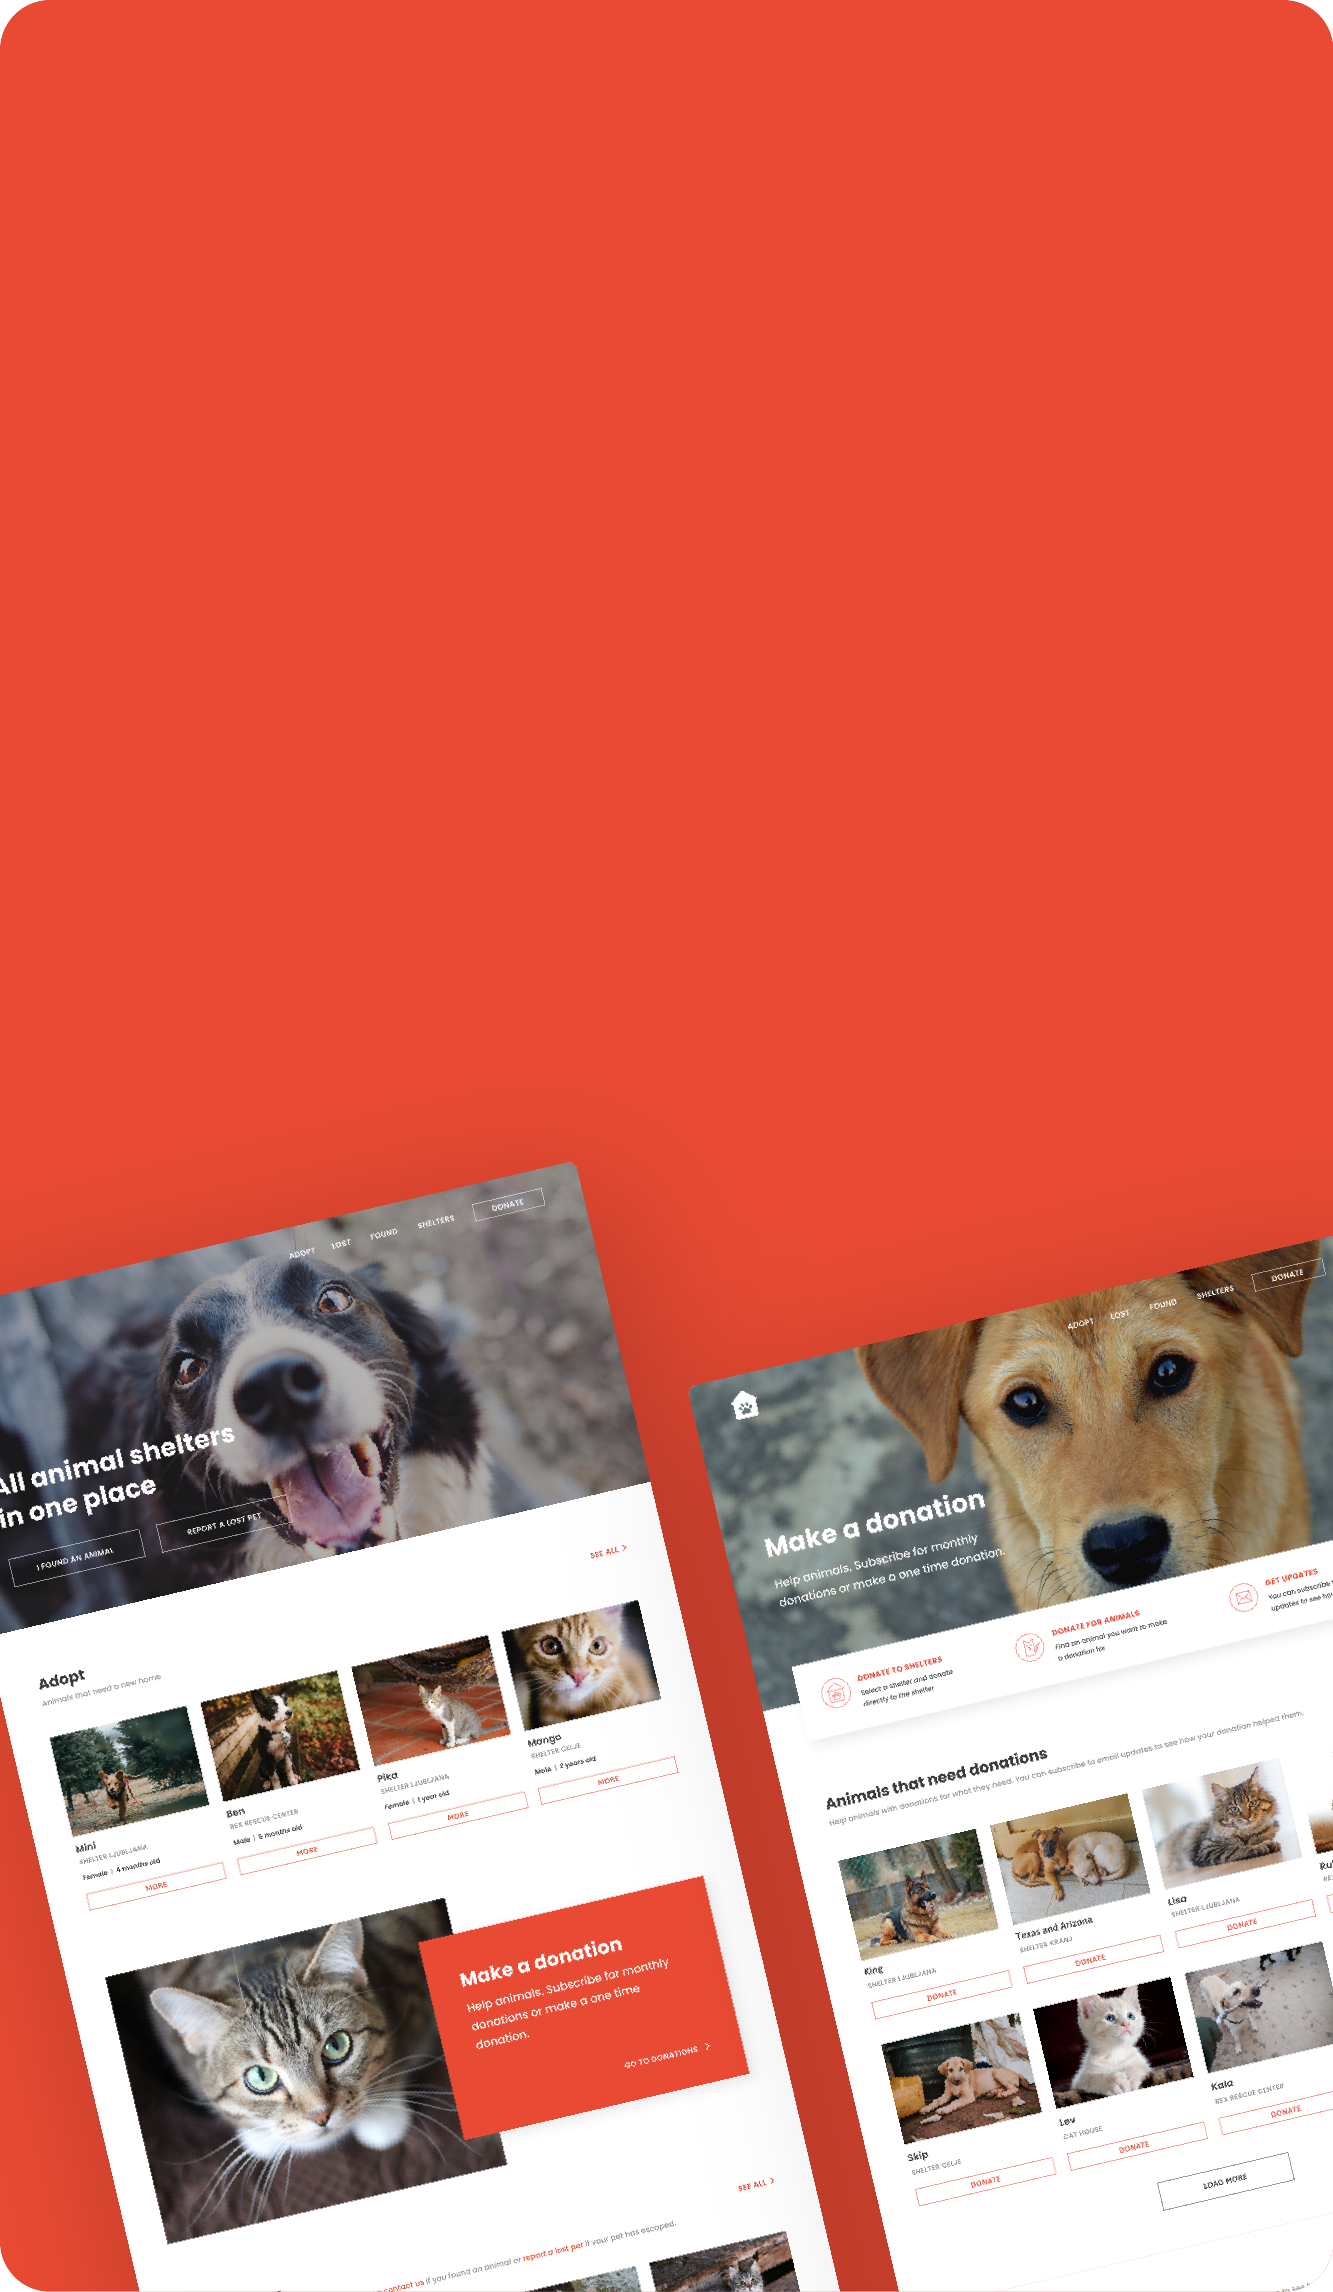 ADOPT
LOST
FOUND
SHELTERS
DONATE
All animal shelters
in one place
I FOUND AN ANIMAL
REPORT A LOST PET
SEE ALL
Adopt
Animals that need a new home
Mini
SHELTER LJUBLJANA
Female | 4 months old
MORE
Ben
REX RESCUE CENTER
Male | 8 months old
MORE
Pika
SHELTER LJUBLJANA
Female | 1 year old
MORE
Mango
SHELTER CELJE
Male | 2 years old
MORE
Make a donation
Help animals. Subscribe for monthly
donations or make a one time
donation.
GO TO DONATIONS
SEE ALL
contact us if you found an animal or report a lost pet if your pet has escaped.
ADOPT
LOST
FOUND
SHELTERS
DONATE
Make a donation
Help animals. Subscribe for monthly
donations or make a one time donation.
DONATE TO SHELTERS
Select a shelter and donate
directly to the shelter
DONATE FOR ANIMALS
Find an animal you want to make
a donation for
GET UPDATES
You can subscribe
updates to see
Animals that need donations
Help animals with donations for what they need. You can subscribe to email updates to see how your donation helped them.
King
SHELTER LJUBLJANA
DONATE
Texas and Arizona
SHELTER KRANJ
DONATE
Lisa
SHELTER LJUBLJANA
DONATE
Skip
SHELTER CELJE
DONATE
Lev
CAT HOUSE
DONATE
Kala
REX RESCUE CENTER
DONATE
LOAD MORE